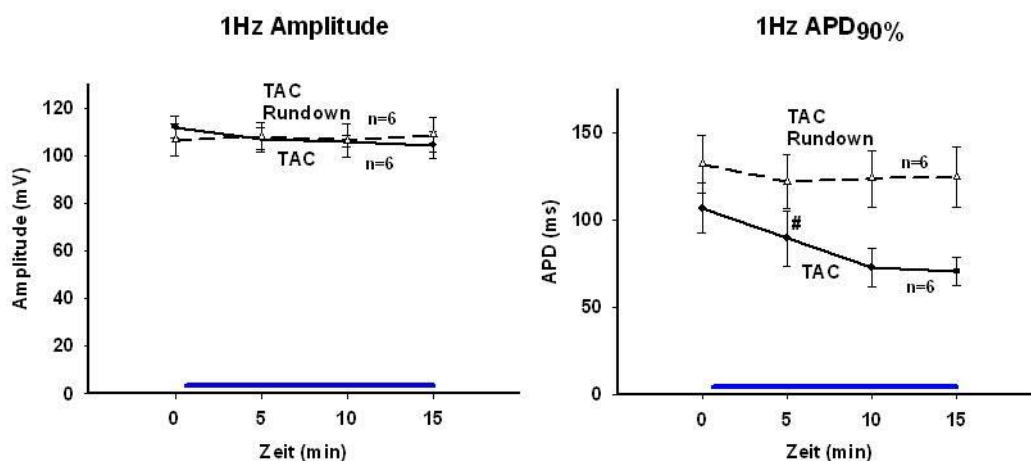 1Hz Amplitude
Amplitude (mV)
120
100
80
60
40
20
0
TAC
Rundown
n=6
TAC
n=6
0 5 10 15
Zeit (min)
1Hz APD90%
APD (ms)
150
100
50
0
TAC
Rundown
n=6
#
TAC
n=6
0 5 10 15
Zeit (min)